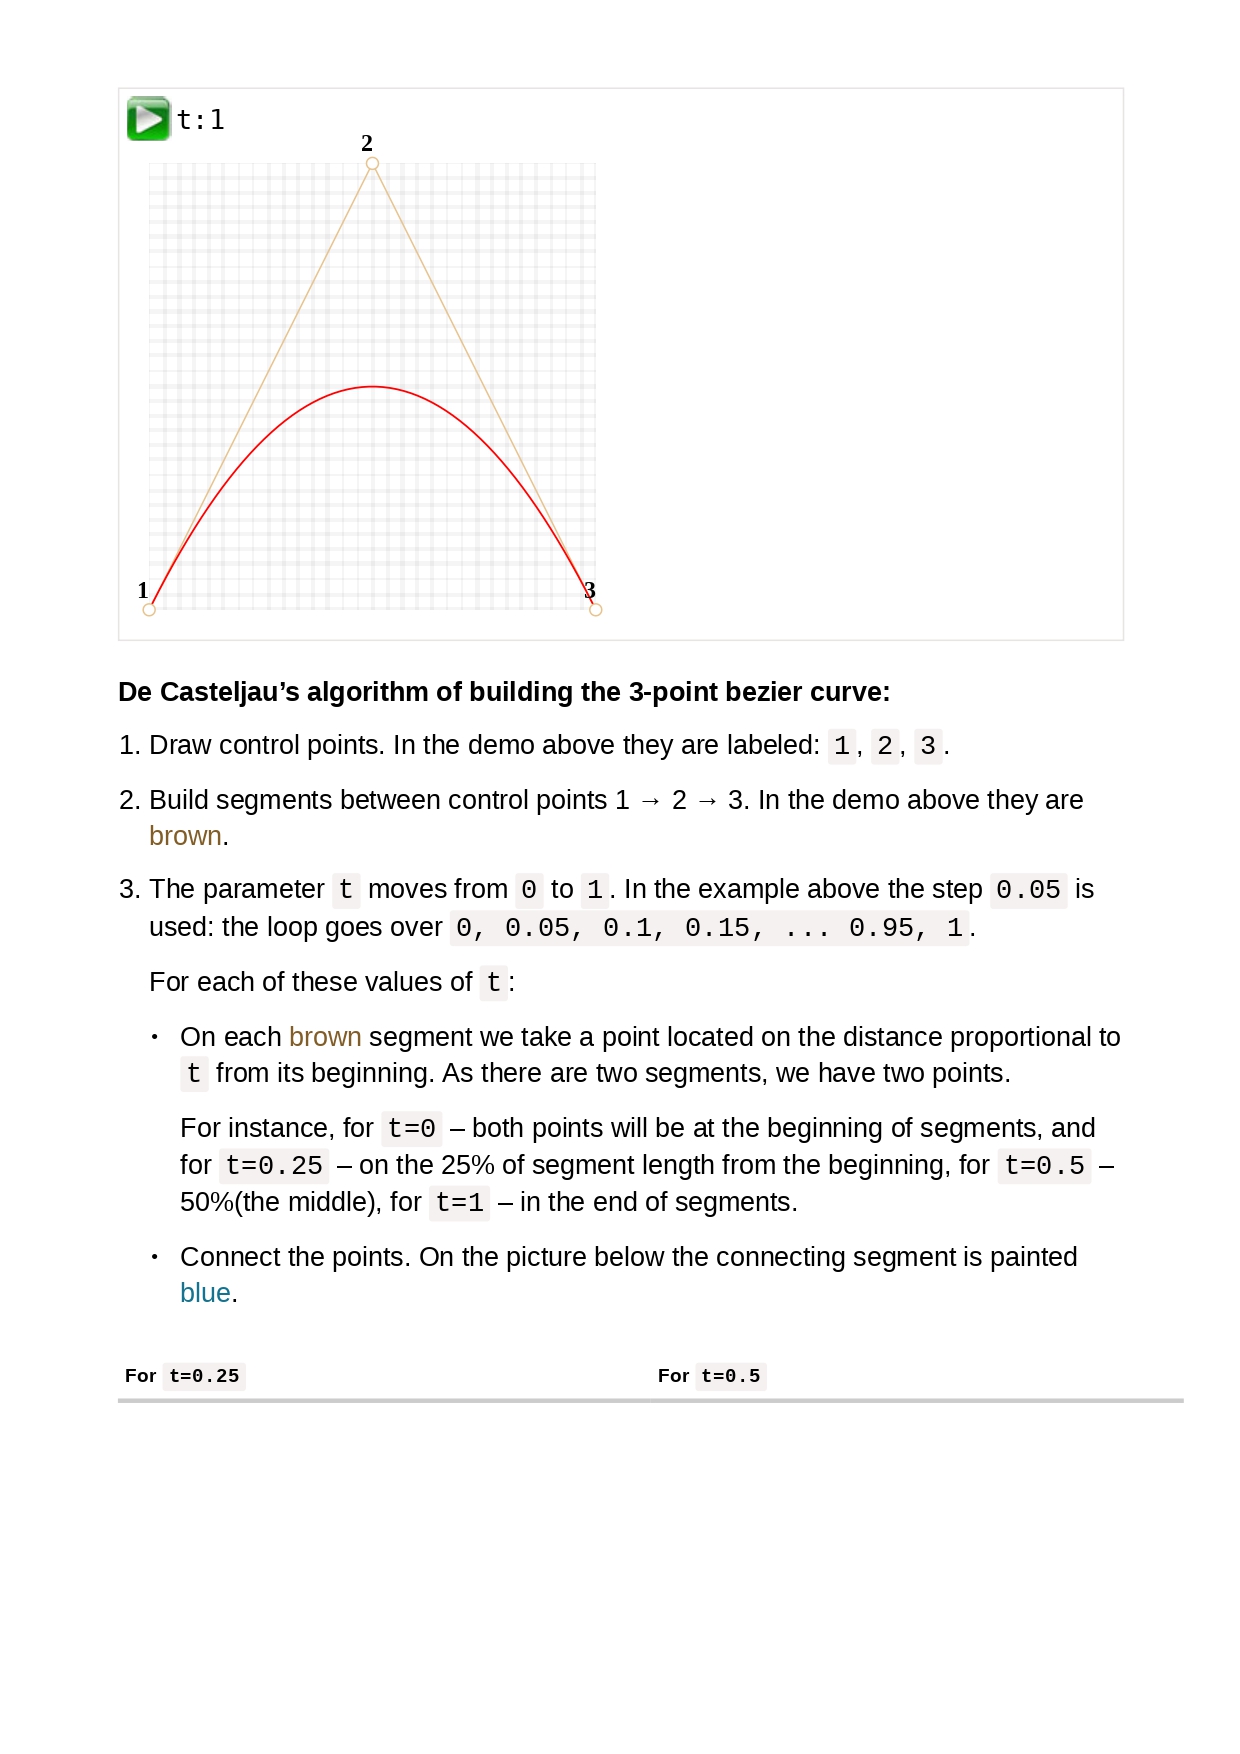 t:1
2
1
3
De Casteljau’s algorithm of building the 3-point bezier curve:
1. Draw control points. In the demo above they are labeled: 1, 2, 3.
2. Build segments between control points 1 → 2 → 3. In the demo above they are
brown.
3. The parameter t moves from 0 to 1. In the example above the step 0.05 is
used: the loop goes over 0, 0.05, 0.1, 0.15, ... 0.95, 1.
For each of these values of t:
• On each brown segment we take a point located on the distance proportional to
t from its beginning. As there are two segments, we have two points.
For instance, for t=0 – both points will be at the beginning of segments, and
for t=0.25 – on the 25% of segment length from the beginning, for t=0.5 –
50%(the middle), for t=1 – in the end of segments.
• Connect the points. On the picture below the connecting segment is painted
blue.
For t=0.25 For t=0.5